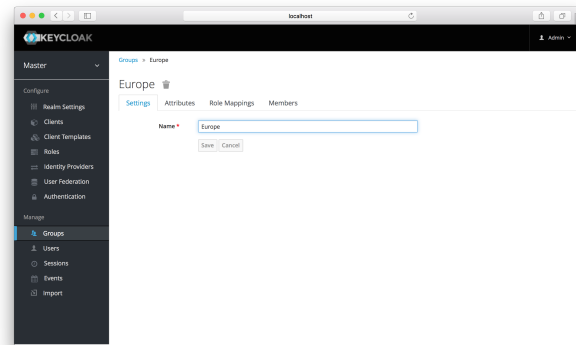 localhost
KEYCLOAK
Admin
Master
Groups » Europe
Europe
Settings Attributes Role Mappings Members
Name *
Europe
Save Cancel
Configure
Realm Settings
Clients
Client Templates
Roles
Identity Providers
User Federation
Authentication
Manage
Groups
Users
Sessions
Events
Import